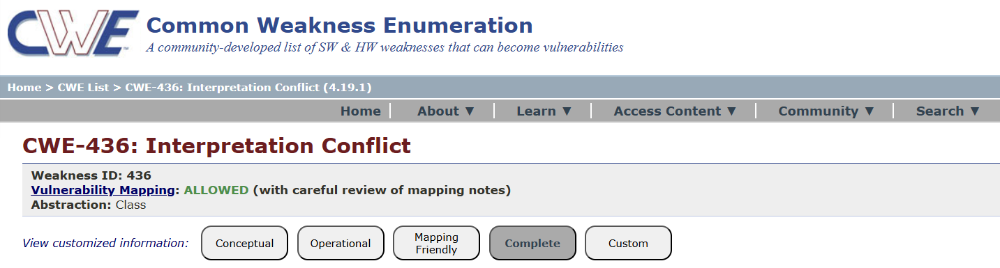 CWE™
Common Weakness Enumeration
A community-developed list of SW & HW weaknesses that can become vulnerabilities
Home > CWE List > CWE-436: Interpretation Conflict (4.19.1)
Home About ▼ Learn ▼ Access Content ▼ Community ▼ Search ▼
CWE-436: Interpretation Conflict
Weakness ID: 436
Vulnerability Mapping: ALLOWED (with careful review of mapping notes)
Abstraction: Class
View customized information: Conceptual Operational Mapping Friendly Complete Custom